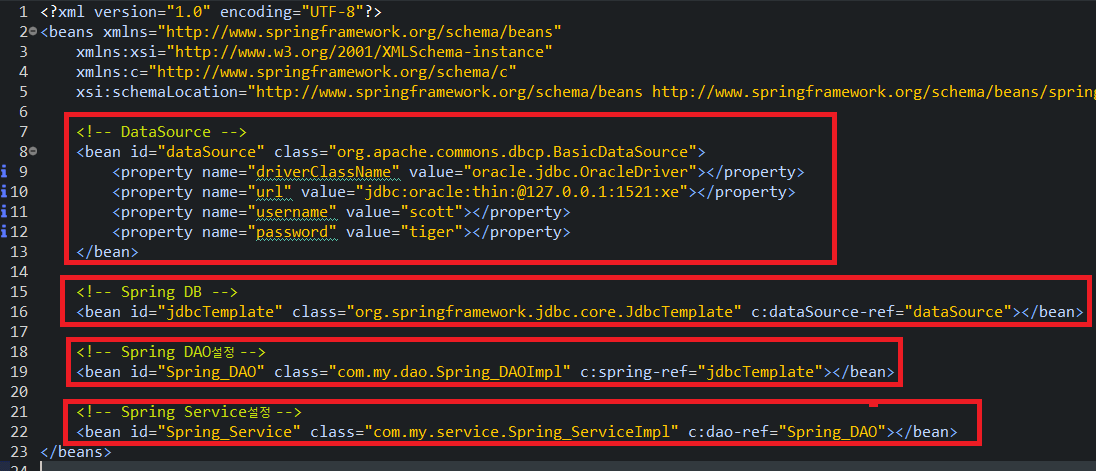 1 <?xml version="1.0" encoding="UTF-8"?>
2 <beans xmlns="http://www.springframework.org/schema/beans"
3 xmlns:xsi="http://www.w3.org/2001/XMLSchema-instance"
4 xmlns:c="http://www.springframework.org/schema/c"
5 xsi:schemaLocation="http://www.springframework.org/schema/beans http://www.springframework.org/schema/beans/spring
6
7 <!-- DataSource -->
8 <bean id="dataSource" class="org.apache.commons.dbcp.BasicDataSource">
9 <property name="driverClassName" value="oracle.jdbc.OracleDriver"></property>
10 <property name="url" value="jdbc:oracle:thin:@127.0.0.1:1521:xe"></property>
11 <property name="username" value="scott"></property>
12 <property name="password" value="tiger"></property>
13 </bean>
14
15 <!-- Spring DB -->
16 <bean id="jdbcTemplate" class="org.springframework.jdbc.core.JdbcTemplate" c:dataSource-ref="dataSource"></bean>
17
18 <!-- Spring DAO설정 -->
19 <bean id="Spring_DAO" class="com.my.dao.Spring_DAOImpl" c:spring-ref="jdbcTemplate"></bean>
20
21 <!-- Spring Service설정 -->
22 <bean id="Spring_Service" class="com.my.service.Spring_ServiceImpl" c:dao-ref="Spring_DAO"></bean>
23 </beans>
24